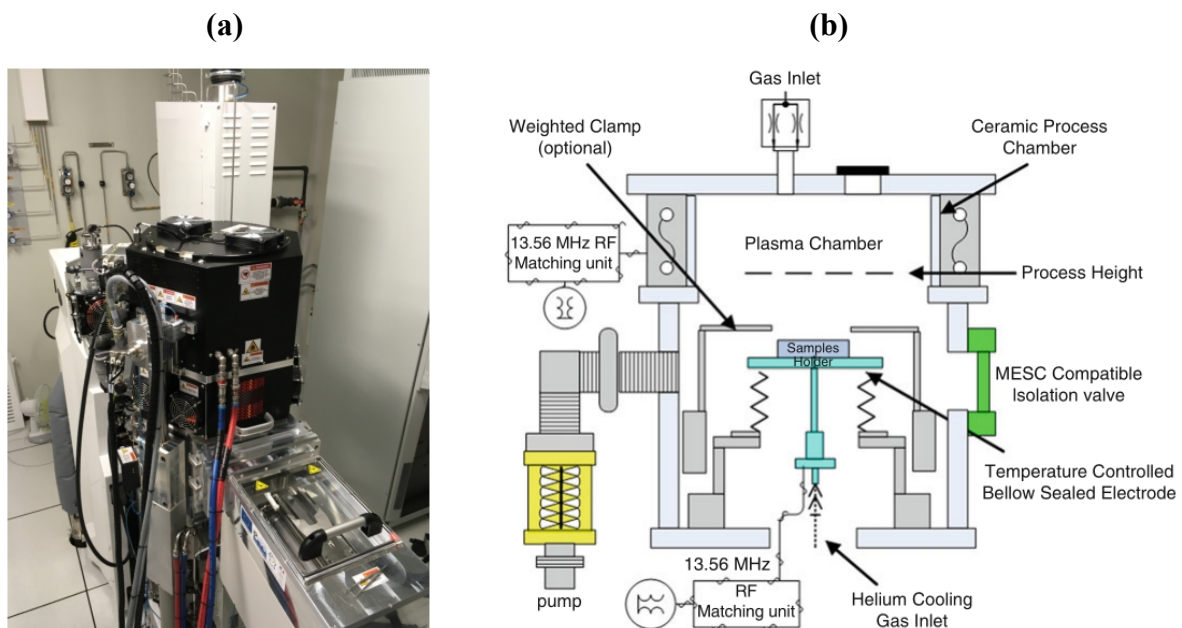 (a)
(b)
Gas Inlet
Weighted Clamp
(optional)
Ceramic Process
Chamber
13.56 MHz RF
Matching unit
Plasma Chamber
Process Height
Samples
Holder
MESC Compatible
Isolation valve
Temperature Controlled
Bellow Sealed Electrode
13.56 MHz
RF
Matching unit
pump
Helium Cooling
Gas Inlet